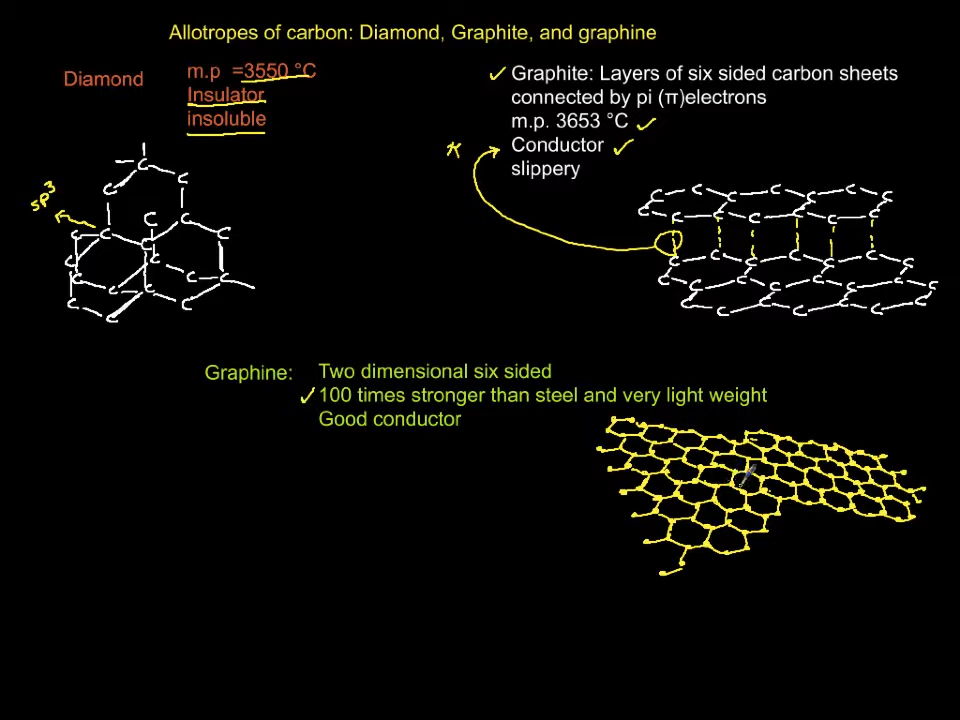 Allotropes of carbon: Diamond, Graphite, and graphine
Diamond
m.p =3550 °C
Insulator
insoluble
Graphite: Layers of six sided carbon sheets
connected by pi (π)electrons
m.p. 3653 °C
Conductor
slippery
π
sp³
Graphine:
Two dimensional six sided
100 times stronger than steel and very light weight
Good conductor